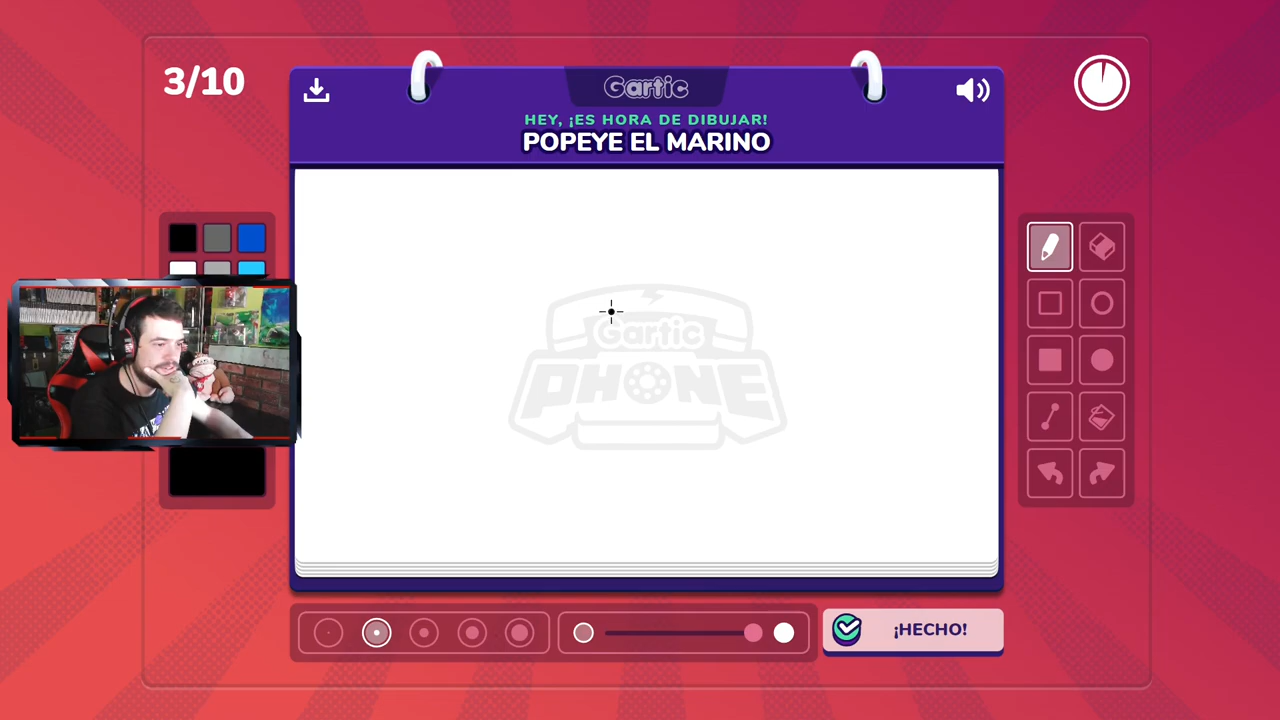 3/10
Gartic
HEY, ¡ES HORA DE DIBUJAR!
POPEYE EL MARINO
Gartic
PHONE
¡HECHO!